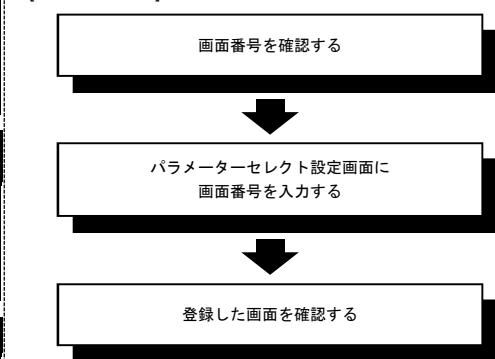 画面番号を確認する
パラメーターセレクト設定画面に
画面番号を入力する
登録した画面を確認する